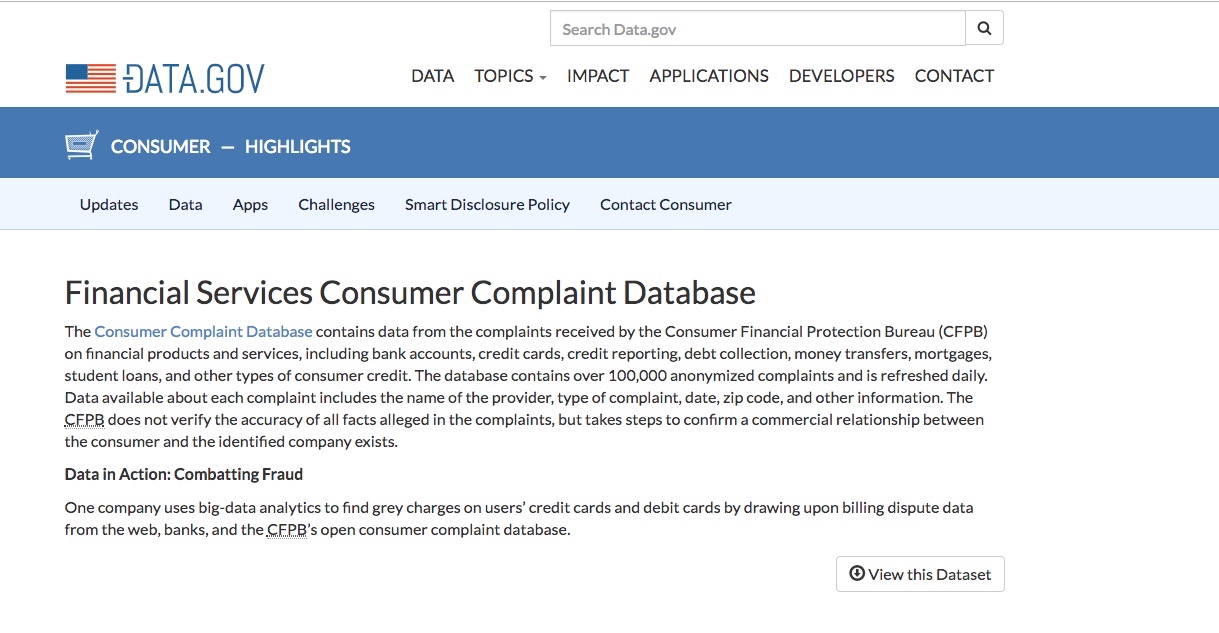 Search Data.gov
DATA.GOV
DATA TOPICS IMPACT APPLICATIONS DEVELOPERS CONTACT
CONSUMER — HIGHLIGHTS
Updates Data Apps Challenges Smart Disclosure Policy Contact Consumer
Financial Services Consumer Complaint Database
The Consumer Complaint Database contains data from the complaints received by the Consumer Financial Protection Bureau (CFPB)
on financial products and services, including bank accounts, credit cards, credit reporting, debt collection, money transfers, mortgages,
student loans, and other types of consumer credit. The database contains over 100,000 anonymized complaints and is refreshed daily.
Data available about each complaint includes the name of the provider, type of complaint, date, zip code, and other information. The
CFPB does not verify the accuracy of all facts alleged in the complaints, but takes steps to confirm a commercial relationship between
the consumer and the identified company exists.
Data in Action: Combatting Fraud
One company uses big-data analytics to find grey charges on users’ credit cards and debit cards by drawing upon billing dispute data
from the web, banks, and the CFPB’s open consumer complaint database.
View this Dataset